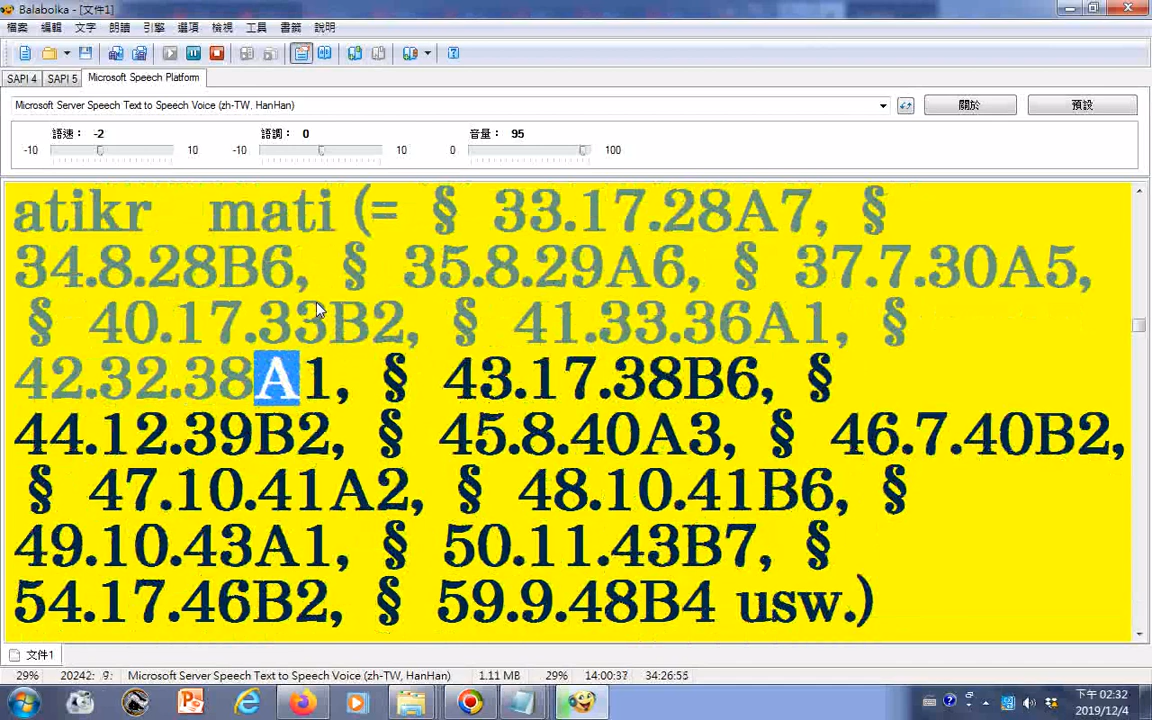 Balabolka - [文件1]
檔案 編輯 文字 朗讀 引擎 選項 檢視 工具 書籤 說明
SAPI 4 SAPI 5 Microsoft Speech Platform
Microsoft Server Speech Text to Speech Voice (zh-TW, HanHan) 關於 預設
語速： -2 語調： 0 音量： 95
-10 10 -10 10 0 100
atikr mati (= § 33.17.28A7, §
34.8.28B6, § 35.8.29A6, § 37.7.30A5,
§ 40.17.33B2, § 41.33.36A1, §
42.32.38A1, § 43.17.38B6, §
44.12.39B2, § 45.8.40A3, § 46.7.40B2,
§ 47.10.41A2, § 48.10.41B6, §
49.10.43A1, § 50.11.43B7, §
54.17.46B2, § 59.9.48B4 usw.)
文件1
29% 20242: 9: Microsoft Server Speech Text to Speech Voice (zh-TW, HanHan) 1.11 MB 29% 14:00:37 34:26:55
下午 02:32
2019/12/4